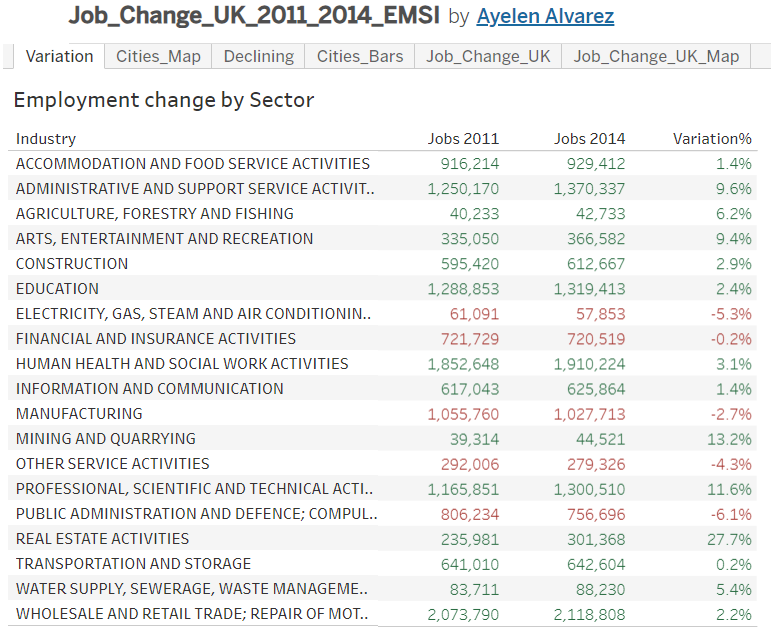 Job_Change_UK_2011_2014_EMSI by Ayelen Alvarez
Variation Cities_Map Declining Cities_Bars Job_Change_UK Job_Change_UK_Map
Employment change by Sector
Industry Jobs 2011 Jobs 2014 Variation%
ACCOMMODATION AND FOOD SERVICE ACTIVITIES 916,214 929,412 1.4%
ADMINISTRATIVE AND SUPPORT SERVICE ACTIVIT.. 1,250,170 1,370,337 9.6%
AGRICULTURE, FORESTRY AND FISHING 40,233 42,733 6.2%
ARTS, ENTERTAINMENT AND RECREATION 335,050 366,582 9.4%
CONSTRUCTION 595,420 612,667 2.9%
EDUCATION 1,288,853 1,319,413 2.4%
ELECTRICITY, GAS, STEAM AND AIR CONDITIONIN.. 61,091 57,853 -5.3%
FINANCIAL AND INSURANCE ACTIVITIES 721,729 720,519 -0.2%
HUMAN HEALTH AND SOCIAL WORK ACTIVITIES 1,852,648 1,910,224 3.1%
INFORMATION AND COMMUNICATION 617,043 625,864 1.4%
MANUFACTURING 1,055,760 1,027,713 -2.7%
MINING AND QUARRYING 39,314 44,521 13.2%
OTHER SERVICE ACTIVITIES 292,006 279,326 -4.3%
PROFESSIONAL, SCIENTIFIC AND TECHNICAL ACTI.. 1,165,851 1,300,510 11.6%
PUBLIC ADMINISTRATION AND DEFENCE; COMPUL.. 806,234 756,696 -6.1%
REAL ESTATE ACTIVITIES 235,981 301,368 27.7%
TRANSPORTATION AND STORAGE 641,010 642,604 0.2%
WATER SUPPLY, SEWERAGE, WASTE MANAGEME.. 83,711 88,230 5.4%
WHOLESALE AND RETAIL TRADE; REPAIR OF MOT.. 2,073,790 2,118,808 2.2%